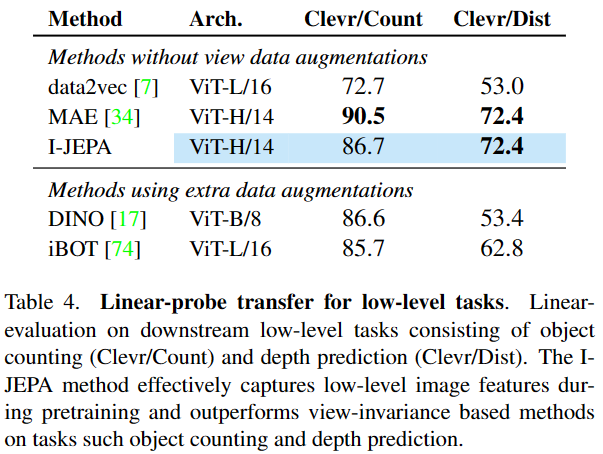 Method Arch. Clevr/Count Clevr/Dist
Methods without view data augmentations
data2vec [7] ViT-L/16 72.7 53.0
MAE [34] ViT-H/14 90.5 72.4
I-JEPA ViT-H/14 86.7 72.4
Methods using extra data augmentations
DINO [17] ViT-B/8 86.6 53.4
iBOT [74] ViT-L/16 85.7 62.8
Table 4. Linear-probe transfer for low-level tasks. Linear-
evaluation on downstream low-level tasks consisting of object
counting (Clevr/Count) and depth prediction (Clevr/Dist). The I-
JEPA method effectively captures low-level image features dur-
ing pretraining and outperforms view-invariance based methods
on tasks such object counting and depth prediction.